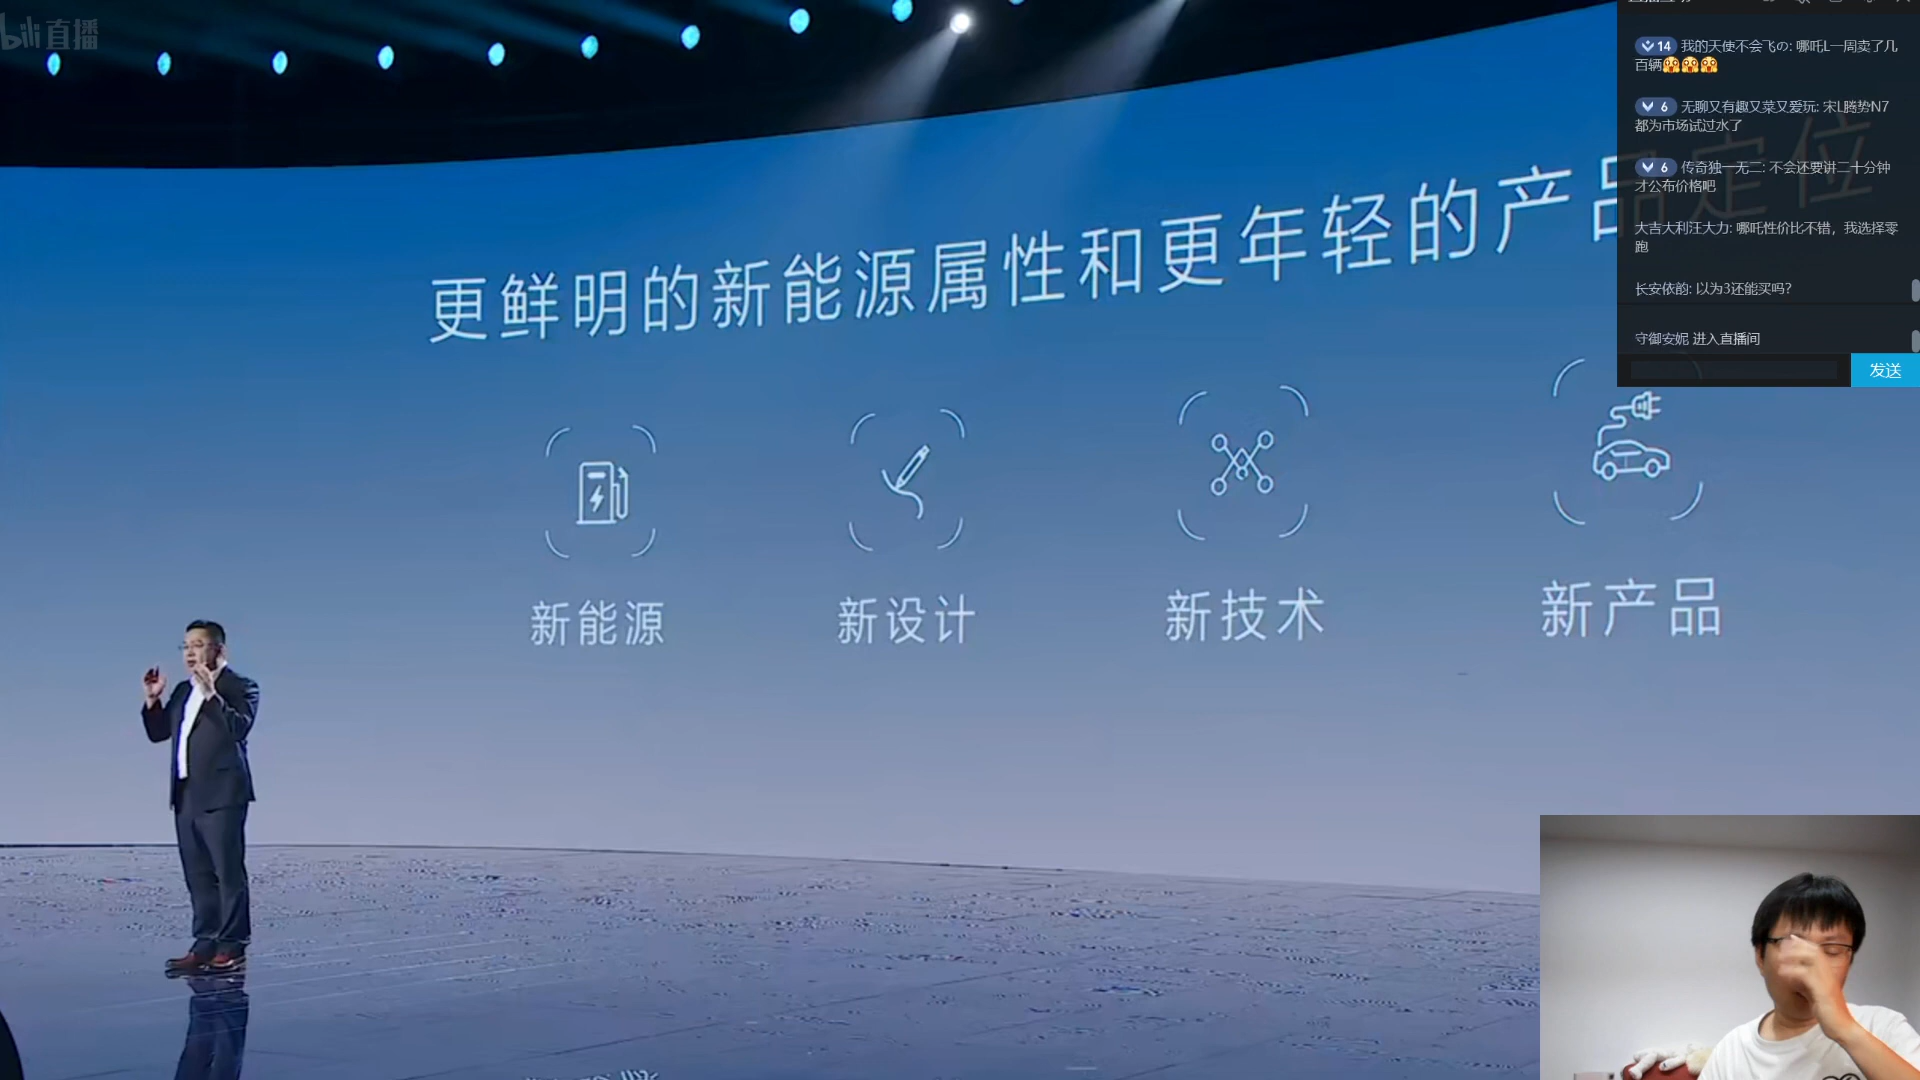 bili 直播
更鲜明的新能源属性和更年轻的产品定位
新能源
新设计
新技术
新产品
14 我的天使不会飞の: 哪吒L一周卖了几
百辆
6 无聊又有趣又菜又爱玩: 宋L腾势N7
都为市场试过水了
6 传奇独一无二: 不会还要讲二十分钟
才公布价格吧
大吉大利汪大力: 哪吒性价比不错，我选择零
跑
长安依韵: 以为3还能买吗?
守御安妮 进入直播间
发送